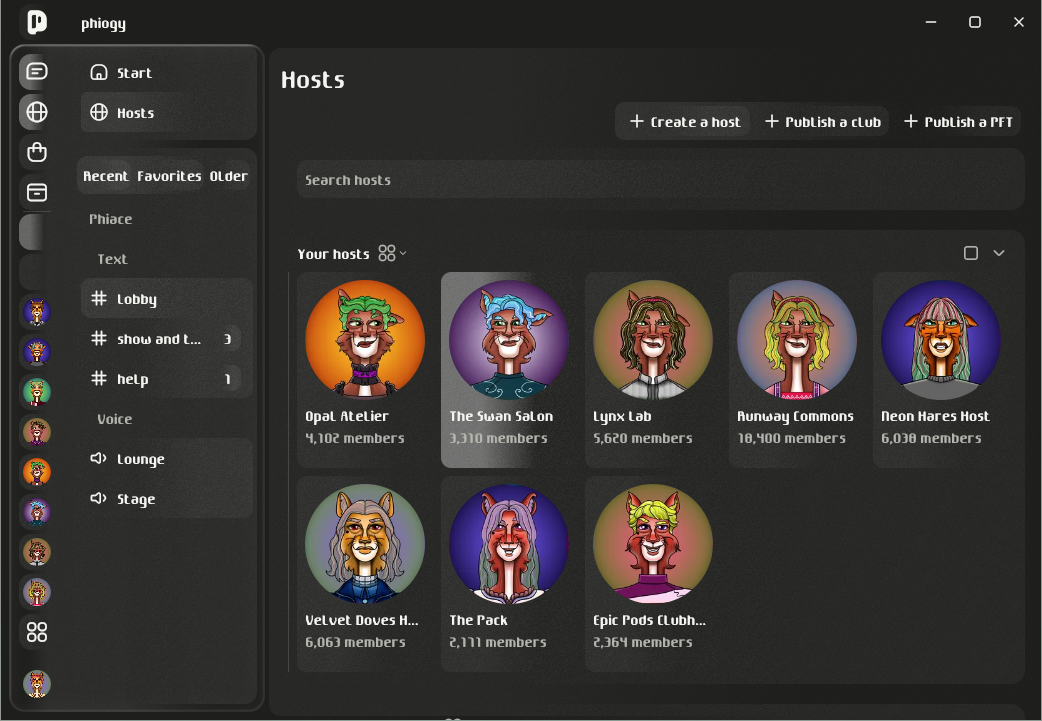 phiogy
Start
Hosts
Recent Favorites Older
Phiace
Text
# Lobby
# show and t... 3
# help 1
Voice
Lounge
Stage
Hosts
+ Create a host + Publish a club + Publish a PFT
Search hosts
Your hosts
Opal Atelier
4,102 members
The Swan Salon
3,310 members
Lynx Lab
5,620 members
Runway Commons
18,400 members
Neon Hares Host
6,038 members
Velvet Doves H...
6,063 members
The Pack
2,111 members
Epic Pods Clubh...
2,364 members